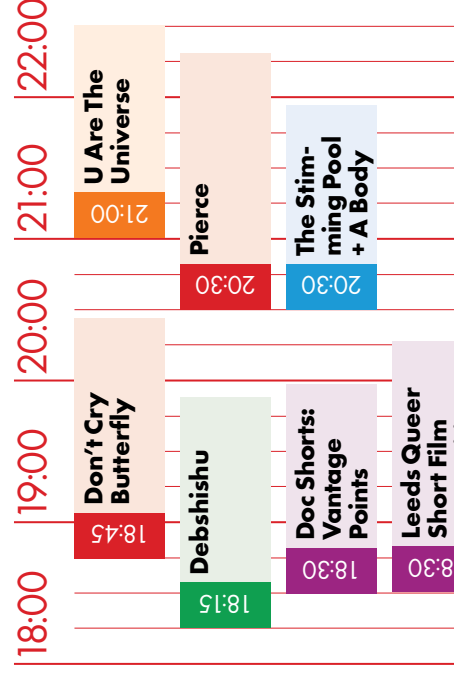 18:00
19:00
20:00
21:00
22:00
18:45
Don't Cry
Butterfly
21:00
U Are The
Universe
18:15
Debshishu
20:30
Pierce
18:30
Doc Shorts:
Vantage
Points
20:30
The Stim-
ming Pool
+ A Body
18:30
Leeds Queer
Short Film